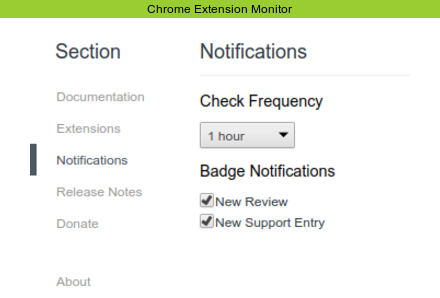 Chrome Extension Monitor
Section
Documentation
Extensions
Notifications
Release Notes
Donate
About
Notifications
Check Frequency
1 hour
Badge Notifications
New Review
New Support Entry